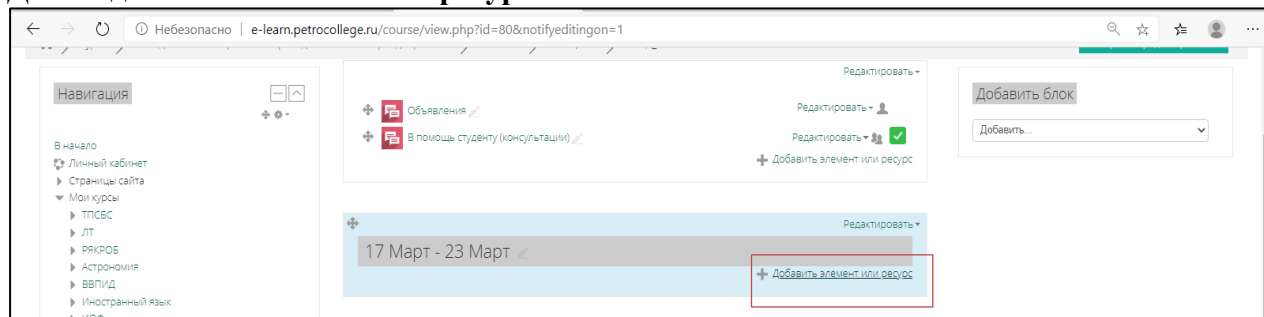 Небезопасно | e-learn.petrocollege.ru/course/view.php?id=80&notifyeditingon=1
Навигация
В начало
Личный кабинет
Страницы сайта
Мои курсы
ТПСБС
ЛТ
РЯКРОБ
Астрономия
ВВПИД
Иностранный язык
Редактировать
Объявления
Редактировать
В помощь студенту (консультации)
Редактировать
Добавить элемент или ресурс
Редактировать
17 Март - 23 Март
Добавить элемент или ресурс
Добавить блок
Добавить...